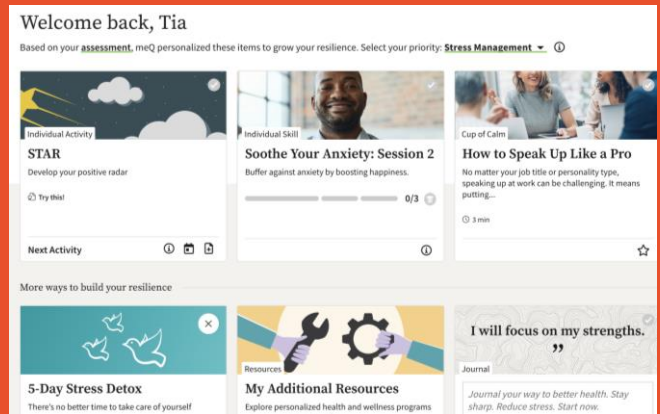 Welcome back, Tia
Based on your assessment, meQ personalized these items to grow your resilience. Select your priority: Stress Management
Individual Activity
STAR
Develop your positive radar
Try this!
Next Activity
Individual Skill
Soothe Your Anxiety: Session 2
Buffer against anxiety by boosting happiness.
0/3
Cup of Calm
How to Speak Up Like a Pro
No matter your job title or personality type,
speaking up at work can be challenging. It means
putting...
3 min
More ways to build your resilience
5-Day Stress Detox
There's no better time to take care of yourself
Resources
My Additional Resources
Explore personalized health and wellness programs
I will focus on my strengths.
”
Journal
Journal your way to better health. Stay
sharp. Reduce stress. Start now.